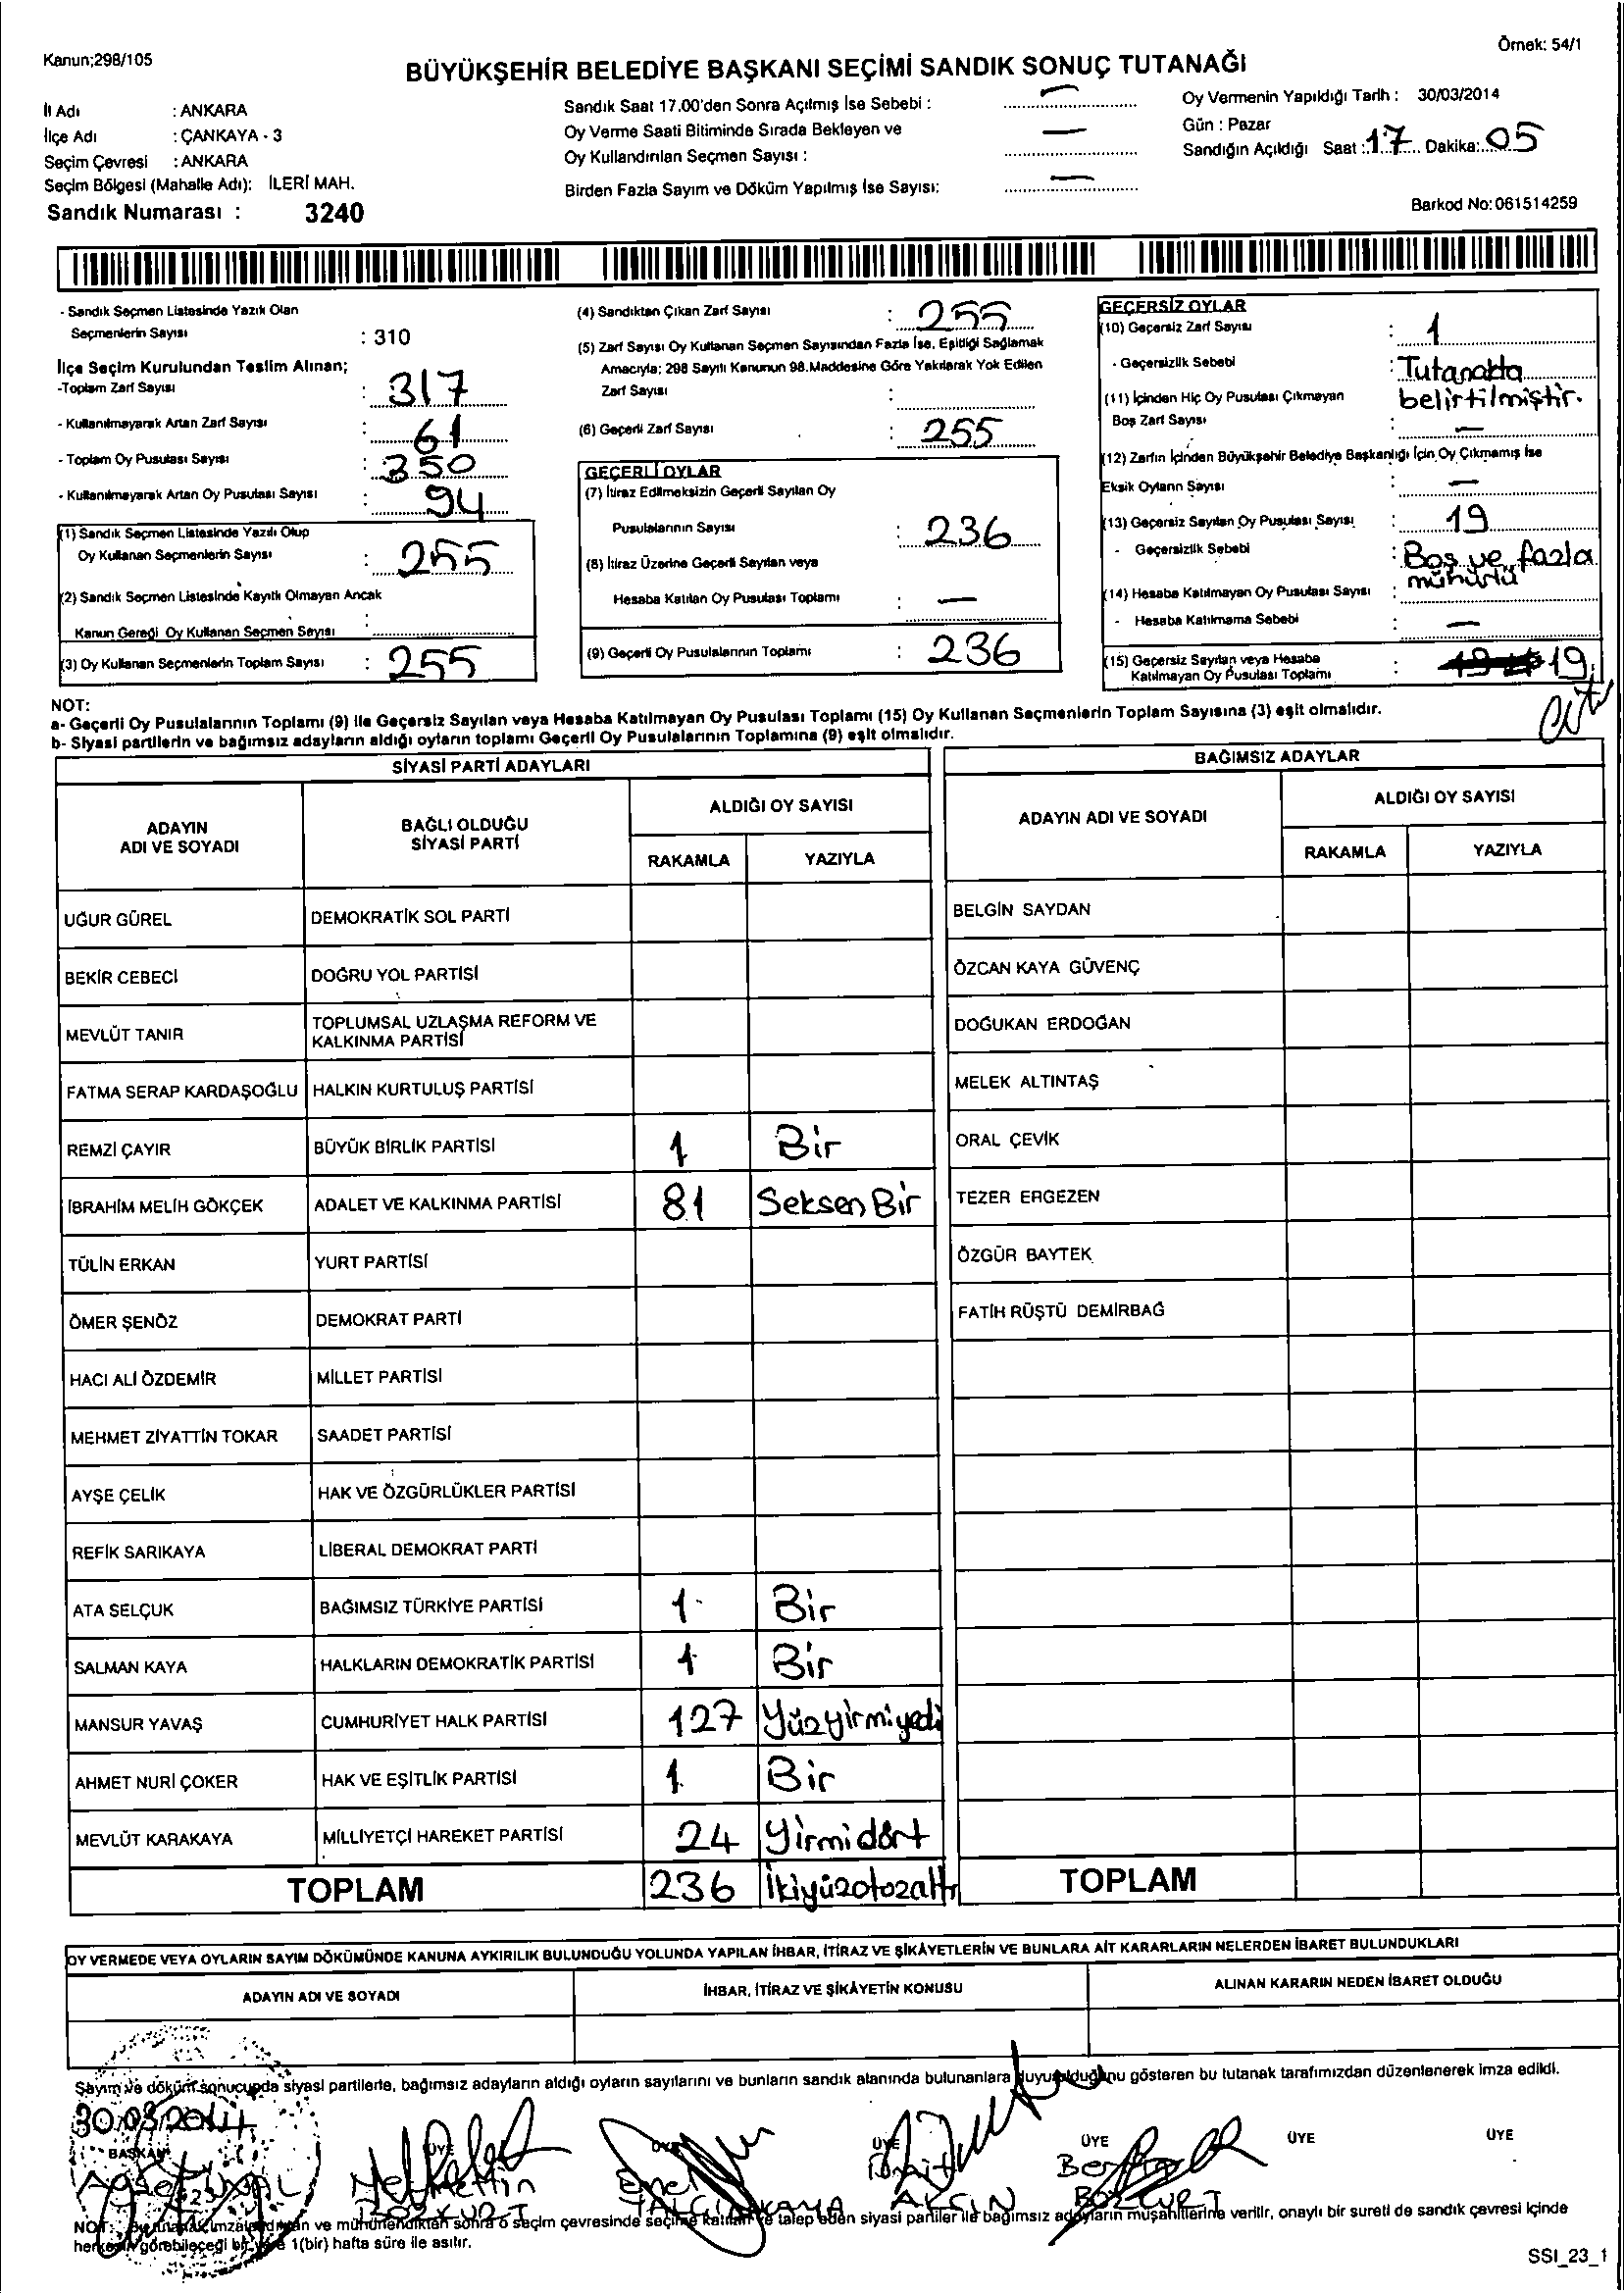 Kanun;298/105
Örnek: 54/1
BÜYÜKŞEHİR BELEDİYE BAŞKANI SEÇİMİ SANDIK SONUÇ TUTANAĞI
İl Adı : ANKARA
İlçe Adı : ÇANKAYA - 3
Seçim Çevresi : ANKARA
Seçim Bölgesi (Mahalle Adı): İLERİ MAH.
Sandık Numarası : 3240
Sandık Saat 17.00'den Sonra Açılmış İse Sebebi : —
Oy Verme Saati Bitiminde Sırada Bekleyen ve
Oy Kullandırılan Seçmen Sayısı : —
Birden Fazla Sayım ve Döküm Yapılmış İse Sayısı: —
Oy Vermenin Yapıldığı Tarih : 30/03/2014
Gün : Pazar
Sandığın Açıldığı Saat : 17 Dakika: 05
Barkod No:061514259
- Sandık Seçmen Listesinde Yazılı Olan
Seçmenlerin Sayısı : 310
İlçe Seçim Kurulundan Teslim Alınan;
-Toplam Zarf Sayısı : 317
- Kullanılmayarak Artan Zarf Sayısı : 61
- Toplam Oy Pusulası Sayısı : 350
- Kullanılmayarak Artan Oy Pusulası Sayısı : 94
(1) Sandık Seçmen Listesinde Yazılı Olup
Oy Kullanan Seçmenlerin Sayısı : 255
(2) Sandık Seçmen Listesinde Kayıtlı Olmayan Ancak
Kanun Gereği Oy Kullanan Seçmen Sayısı :
(3) Oy Kullanan Seçmenlerin Toplam Sayısı : 255
(4) Sandıktan Çıkan Zarf Sayısı : 255
(5) Zarf Sayısı Oy Kullanan Seçmen Sayısından Fazla İse, Eşitliği Sağlamak
Amacıyla; 298 Sayılı Kanunun 98.Maddesine Göre Yakılarak Yok Edilen
Zarf Sayısı :
(6) Geçerli Zarf Sayısı : 255
GEÇERLİ OYLAR
(7) İtiraz Edilmeksizin Geçerli Sayılan Oy
Pusulalarının Sayısı : 236
(8) İtiraz Üzerine Geçerli Sayılan veya
Hesaba Katılan Oy Pusulası Toplamı : —
(9) Geçerli Oy Pusulalarının Toplamı : 236
GEÇERSİZ OYLAR
(10) Geçersiz Zarf Sayısı : 1
- Geçersizlik Sebebi : Tutanakta
belirtilmiştir.
(11) İçinden Hiç Oy Pusulası Çıkmayan
Boş Zarf Sayısı : —
(12) Zarfın İçinden Büyükşehir Belediye Başkanlığı İçin Oy Çıkmamış İse
Eksik Oyların Sayısı : —
(13) Geçersiz Sayılan Oy Pusulası Sayısı : 19
- Geçersizlik Sebebi : Boş ve fazla
mühürlü
(14) Hesaba Katılmayan Oy Pusulası Sayısı :
- Hesaba Katılmama Sebebi : —
(15) Geçersiz Sayılan veya Hesaba
Katılmayan Oy Pusulası Toplamı : 19
NOT:
a- Geçerli Oy Pusulalarının Toplamı (9) ile Geçersiz Sayılan veya Hesaba Katılmayan Oy Pusulası Toplamı (15) Oy Kullanan Seçmenlerin Toplam Sayısına (3) eşit olmalıdır.
b- Siyasi partilerin ve bağımsız adayların aldığı oyların toplamı Geçerli Oy Pusulalarının Toplamına (9) eşit olmalıdır.
SİYASİ PARTİ ADAYLARI
ADAYIN ADI VE SOYADI
BAĞLI OLDUĞU SİYASİ PARTİ
ALDIĞI OY SAYISI
RAKAMLA YAZIYLA
UĞUR GÜREL DEMOKRATİK SOL PARTİ
BEKİR CEBECİ DOĞRU YOL PARTİSİ
MEVLÜT TANIR TOPLUMSAL UZLAŞMA REFORM VE KALKINMA PARTİSİ
FATMA SERAP KARDAŞOĞLU HALKIN KURTULUŞ PARTİSİ
REMZİ ÇAYIR BÜYÜK BİRLİK PARTİSİ 1 Bir
İBRAHİM MELİH GÖKÇEK ADALET VE KALKINMA PARTİSİ 81 Seksen Bir
TÜLİN ERKAN YURT PARTİSİ
ÖMER ŞENÖZ DEMOKRAT PARTİ
HACI ALİ ÖZDEMİR MİLLET PARTİSİ
MEHMET ZİYATTİN TOKAR SAADET PARTİSİ
AYŞE ÇELİK HAK VE ÖZGÜRLÜKLER PARTİSİ
REFİK SARIKAYA LİBERAL DEMOKRAT PARTİ
ATA SELÇUK BAĞIMSIZ TÜRKİYE PARTİSİ 1 Bir
SALMAN KAYA HALKLARIN DEMOKRATİK PARTİSİ 1 Bir
MANSUR YAVAŞ CUMHURİYET HALK PARTİSİ 127 Yüzyirmiyedi
AHMET NURİ ÇOKER HAK VE EŞİTLİK PARTİSİ 1 Bir
MEVLÜT KARAKAYA MİLLİYETÇİ HAREKET PARTİSİ 24 Yirmidört
TOPLAM 236 İkiyüzotuzaltı
BAĞIMSIZ ADAYLAR
ADAYIN ADI VE SOYADI
ALDIĞI OY SAYISI
RAKAMLA YAZIYLA
BELGİN SAYDAN
ÖZCAN KAYA GÜVENÇ
DOĞUKAN ERDOĞAN
MELEK ALTINTAŞ
ORAL ÇEVİK
TEZER ERGEZEN
ÖZGÜR BAYTEK
FATİH RÜŞTÜ DEMİRBAĞ
TOPLAM
OY VERMEDE VEYA OYLARIN SAYIM DÖKÜMÜNDE KANUNA AYKIRILIK BULUNDUĞU YOLUNDA YAPILAN İHBAR, İTİRAZ VE ŞİKÂYETLERİN VE BUNLARA AİT KARARLARIN NELERDEN İBARET BULUNDUKLARI
ADAYIN ADI VE SOYADI
İHBAR, İTİRAZ VE ŞİKÂYETİN KONUSU
ALINAN KARARIN NEDEN İBARET OLDUĞU
Sayım ve döküm sonucunda siyasi partilerle, bağımsız adayların aldığı oyların sayılarını ve bunların sandık alanında bulunanlara duyurulduğunu gösteren bu tutanak tarafımızdan düzenlenerek imza edildi.
30.03.2014
BAŞKAN ÜYE ÜYE ÜYE ÜYE ÜYE ÜYE
BOZKURT YALÇINKAYA AKGÜN BOZKURT
NOT: Bu tutanak imzalandıktan ve mühürlendikten sonra o seçim çevresinde seçime katılan ve talep eden siyasi partiler ile bağımsız adayların müşahitlerine verilir, onaylı bir sureti de sandık çevresi içinde
herkesin görebileceği bir yere 1(bir) hafta süre ile asılır.
SSI_23_1